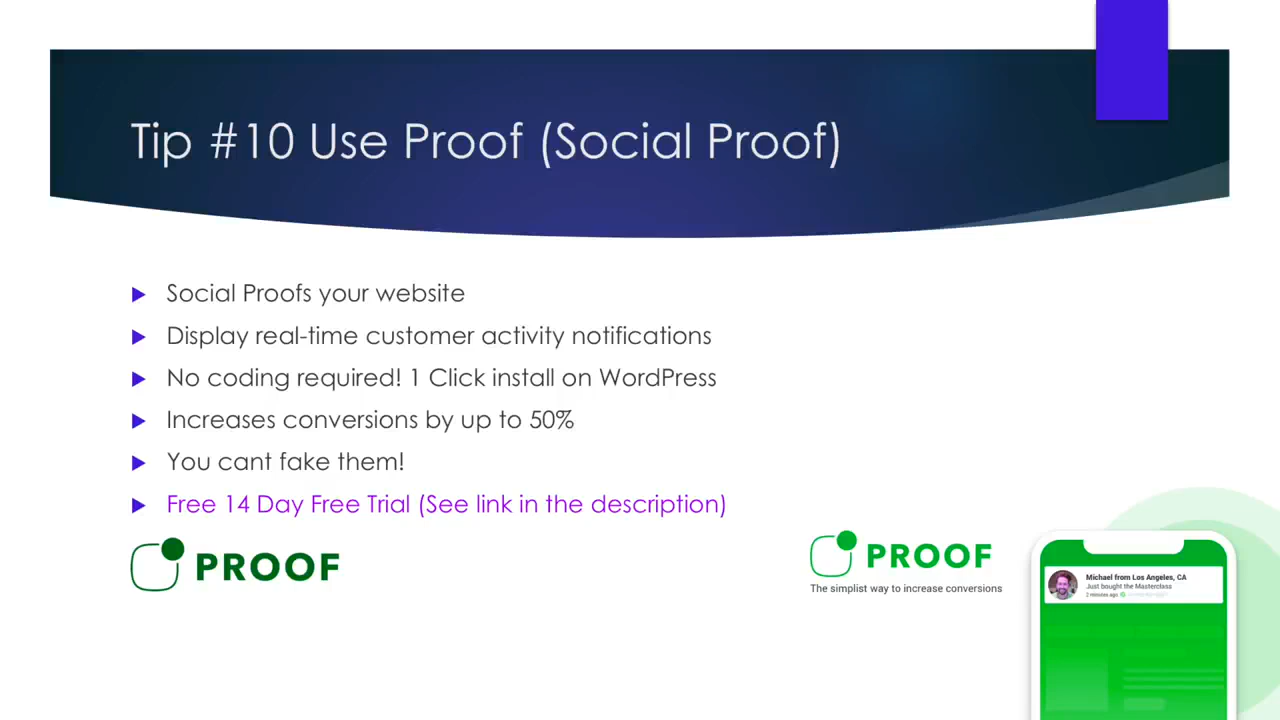 Tip #10 Use Proof (Social Proof)
Social Proofs your website
Display real-time customer activity notifications
No coding required! 1 Click install on WordPress
Increases conversions by up to 50%
You cant fake them!
Free 14 Day Free Trial (See link in the description)
PROOF
PROOF
The simplist way to increase conversions
Michael from Los Angeles, CA
Just bought the Masterclass
2 minutes ago